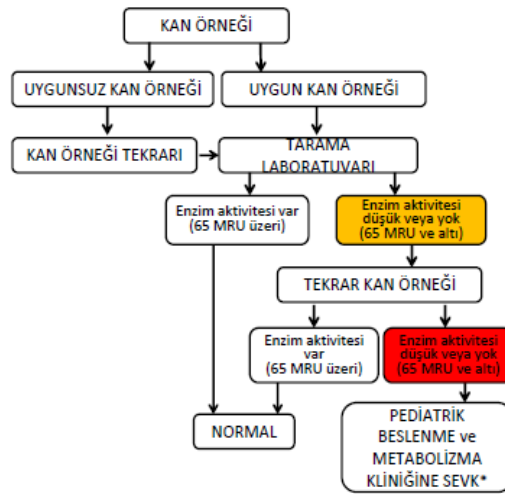 KAN ÖRNEĞİ
UYGUNSUZ KAN ÖRNEĞİ
UYGUN KAN ÖRNEĞİ
KAN ÖRNEĞİ TEKRARI
TARAMA
LABORATUVARI
Enzim aktivitesi var
(65 MRU üzeri)
Enzim aktivitesi
düşük veya yok
(65 MRU ve altı)
TEKRAR KAN ÖRNEĞİ
Enzim aktivitesi
var
(65 MRU üzeri)
Enzim aktivitesi
düşük veya yok
(65 MRU ve altı)
NORMAL
PEDİATRİK
BESLENME ve
METABOLİZMA
KLİNİĞİNE SEVK*